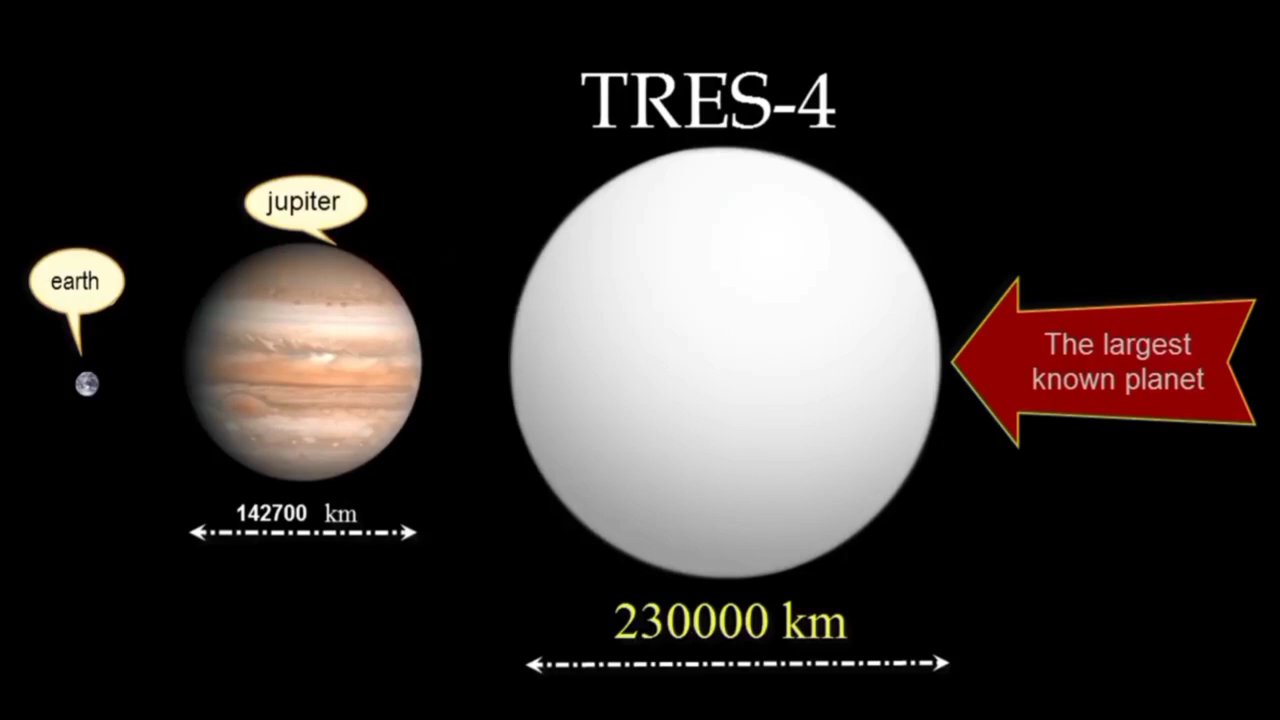 TRES-4
jupiter
earth
The largest
known planet
142700 km
230000 km